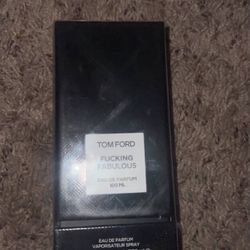 TOM FORD
FUCKING
FABULOUS
EAU DE PARFUM
100 ML
EAU DE PARFUM
VAPORISATEUR SPRAY